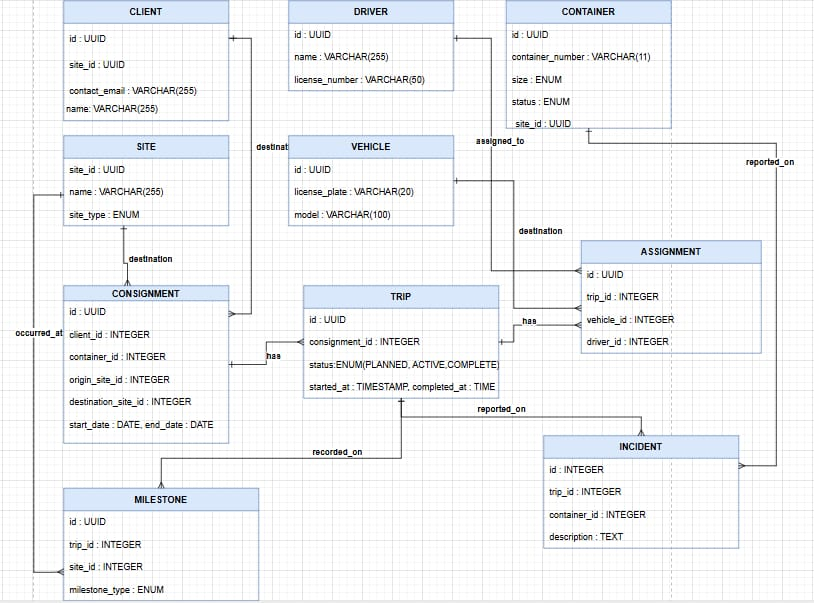 CLIENT
id : UUID
site_id : UUID
contact_email : VARCHAR(255)
name: VARCHAR(255)
DRIVER
id : UUID
name : VARCHAR(255)
license_number : VARCHAR(50)
CONTAINER
id : UUID
container_number : VARCHAR(11)
size : ENUM
status : ENUM
site_id : UUID
SITE
site_id : UUID
name : VARCHAR(255)
site_type : ENUM
destinat
VEHICLE
id : UUID
license_plate : VARCHAR(20)
model : VARCHAR(100)
assigned_to
reported_on
destination
destination
ASSIGNMENT
id : UUID
trip_id : INTEGER
vehicle_id : INTEGER
driver_id : INTEGER
CONSIGNMENT
id : UUID
client_id : INTEGER
container_id : INTEGER
origin_site_id : INTEGER
destination_site_id : INTEGER
start_date : DATE, end_date : DATE
occurred_at
has
TRIP
id : UUID
consignment_id : INTEGER
status:ENUM(PLANNED, ACTIVE,COMPLETE)
started_at : TIMESTAMP, completed_at : TIME
has
reported_on
recorded_on
INCIDENT
id : INTEGER
trip_id : INTEGER
container_id : INTEGER
description : TEXT
MILESTONE
id : UUID
trip_id : INTEGER
site_id : INTEGER
milestone_type : ENUM